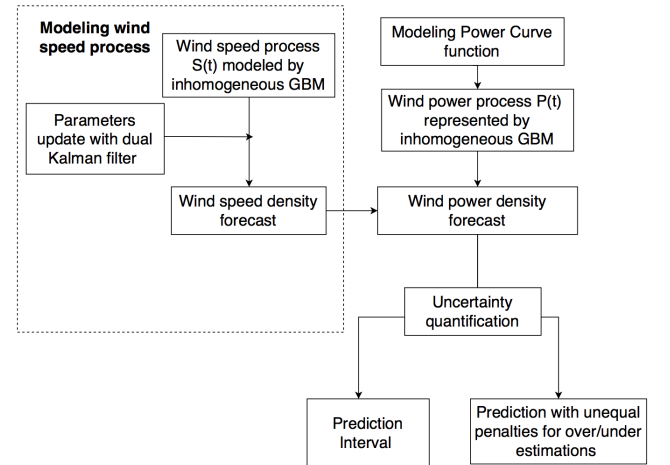 Modeling wind
speed process
Wind speed process
S(t) modeled by
inhomogeneous GBM
Modeling Power Curve
function
Parameters
update with dual
Kalman filter
Wind power process P(t)
represented by
inhomogeneous GBM
Wind speed density
forecast
Wind power density
forecast
Uncertainty
quantification
Prediction
Interval
Prediction with unequal
penalties for over/under
estimations